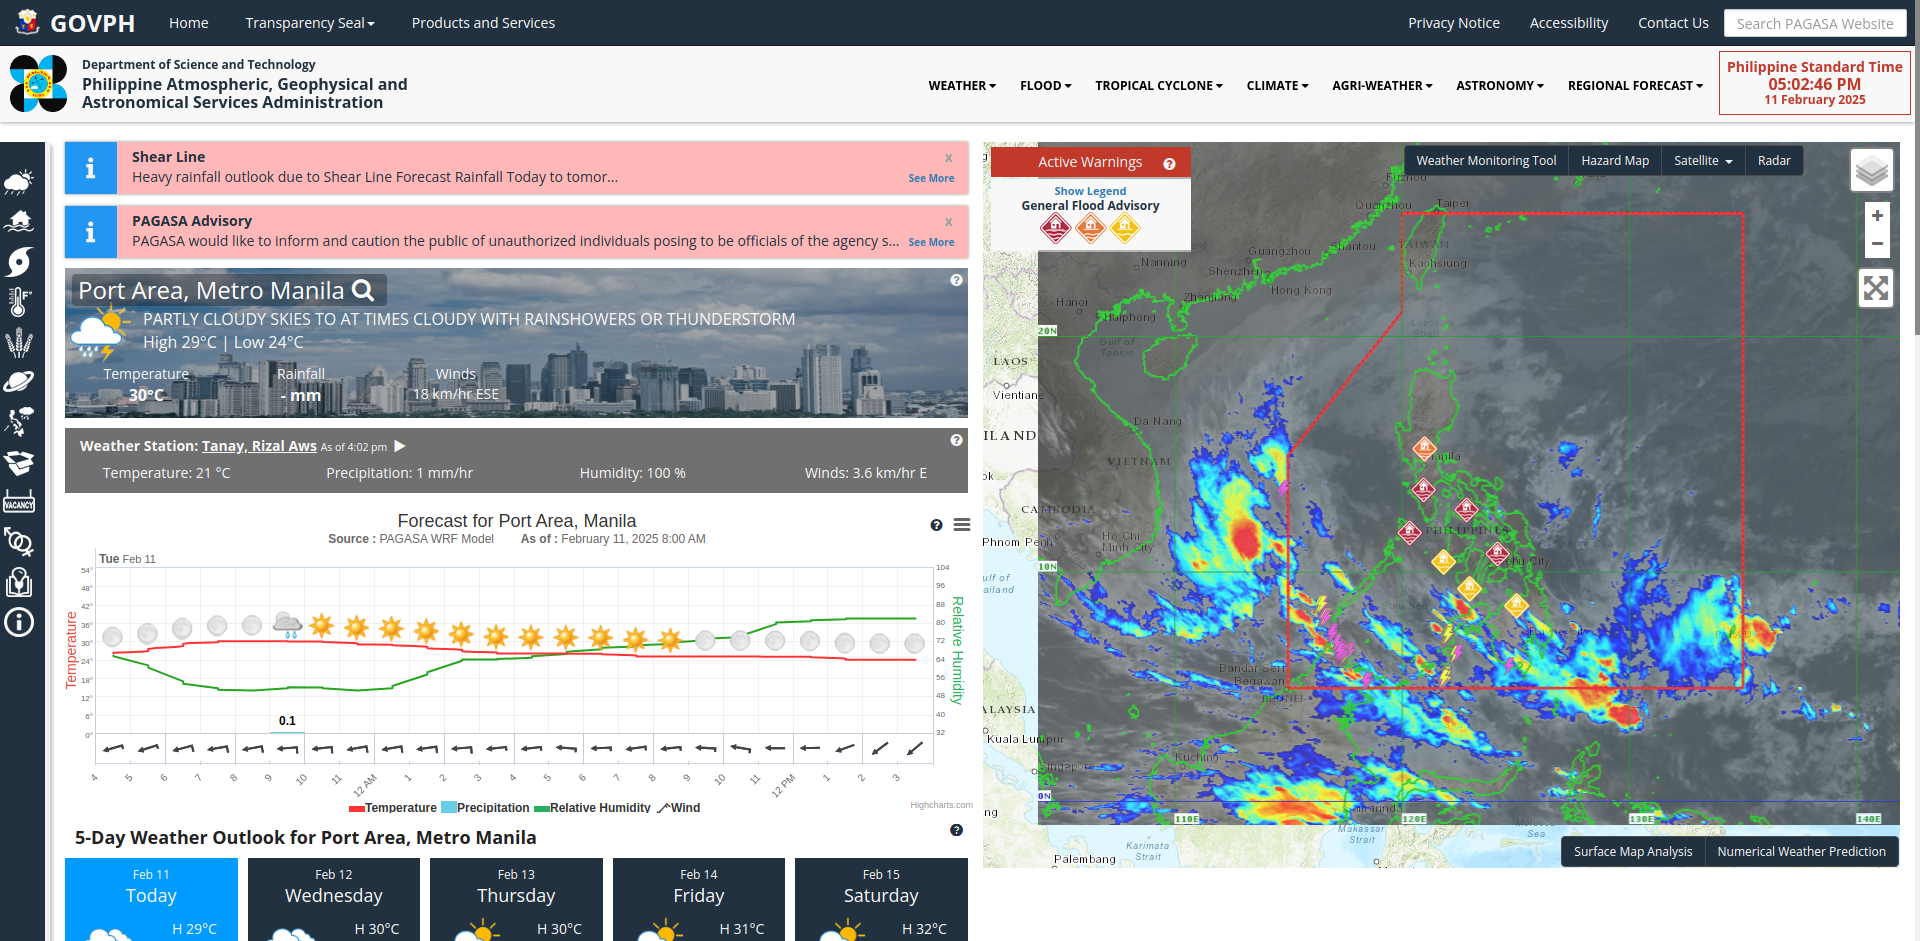 GOVPH
Home
Transparency Seal
Products and Services
Privacy Notice
Accessibility
Contact Us
Search PAGASA Website
Department of Science and Technology
Philippine Atmospheric, Geophysical and
Astronomical Services Administration
WEATHER
FLOOD
TROPICAL CYCLONE
CLIMATE
AGRI-WEATHER
ASTRONOMY
REGIONAL FORECAST
Philippine Standard Time
05:02:46 PM
11 February 2025
VACANCY
Shear Line
x
Heavy rainfall outlook due to Shear Line Forecast Rainfall Today to tomor...
See More
PAGASA Advisory
x
PAGASA would like to inform and caution the public of unauthorized individuals posing to be officials of the agency s...
See More
Port Area, Metro Manila
PARTLY CLOUDY SKIES TO AT TIMES CLOUDY WITH RAINSHOWERS OR THUNDERSTORM
High 29°C | Low 24°C
Temperature
Rainfall
Winds
30°C
- mm
18 km/hr ESE
Weather Station: Tanay, Rizal Aws As of 4:02 pm
Temperature: 21 °C
Precipitation: 1 mm/hr
Humidity: 100 %
Winds: 3.6 km/hr E
Forecast for Port Area, Manila
Source : PAGASA WRF Model As of : February 11, 2025 8:00 AM
Tue Feb 11
Temperature
54°
48°
42°
36°
30°
24°
18°
12°
6°
0°
104
96
88
80
72
64
56
48
40
32
Relative Humidity
0.1
4
5
6
7
8
9
10
11
12 AM
1
2
3
4
5
6
7
8
9
10
11
12 PM
1
2
3
Temperature
Precipitation
Relative Humidity
Wind
Highcharts.com
5-Day Weather Outlook for Port Area, Metro Manila
Feb 11
Today
H 29°C
Feb 12
Wednesday
H 30°C
Feb 13
Thursday
H 30°C
Feb 14
Friday
H 31°C
Feb 15
Saturday
H 32°C
Active Warnings
Show Legend
General Flood Advisory
Weather Monitoring Tool
Hazard Map
Satellite
Radar
+
−
Fuzhou
Quanzhou
Taipei
Guangzhou
Shantou
TAIWAN
Nanning
Shenzhen
Kaohsiung
Hanoi
Zhanjiang
Hong Kong
Haiphong
20N
Luzon
Strait
Gulf of
Tonkin
LAOS
Vientiane
Da Nang
ILAND
Manila
VIETNAM
ok
CAMBODIA
PHILIPPINES
Phnom Penh
Ho Chi
Minh City
Cebu City
10N
ulf of
ailand
Sulu Sea
Davao City
PALAU
Bandar Seri
Begawan
BRUNEI
ALAYSIA
Kuala Lumpur
Kuching
Singapore
0N
ng
Samarinda
110E
120E
130E
140E
Makassar
Strait
Molucca
Sea
Karimata
Strait
Palembang
Surface Map Analysis
Numerical Weather Prediction